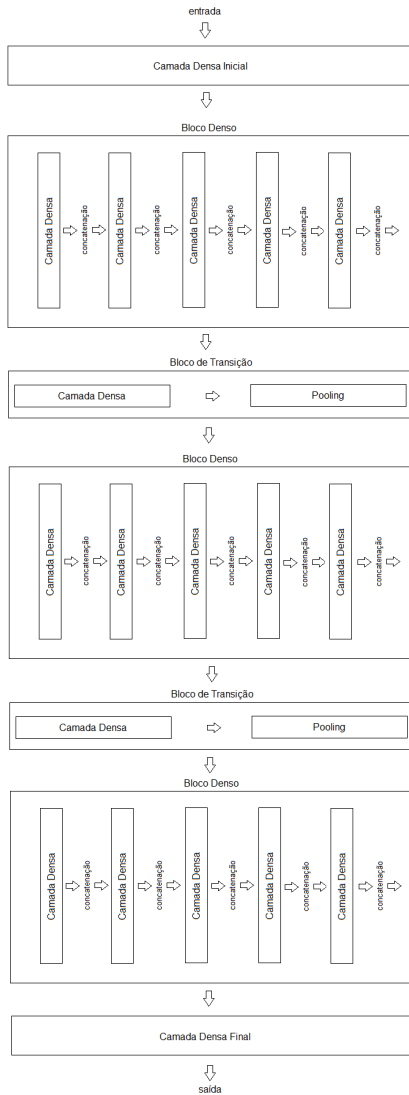 entrada
Camada Densa Inicial
Bloco Denso
Camada Densa
concatenação
Camada Densa
concatenação
Camada Densa
concatenação
Camada Densa
concatenação
Camada Densa
concatenação
Bloco de Transição
Camada Densa
Pooling
Bloco Denso
Camada Densa
concatenação
Camada Densa
concatenação
Camada Densa
concatenação
Camada Densa
concatenação
Camada Densa
concatenação
Bloco de Transição
Camada Densa
Pooling
Bloco Denso
Camada Densa
concatenação
Camada Densa
concatenação
Camada Densa
concatenação
Camada Densa
concatenação
Camada Densa
concatenação
Camada Densa Final
saída